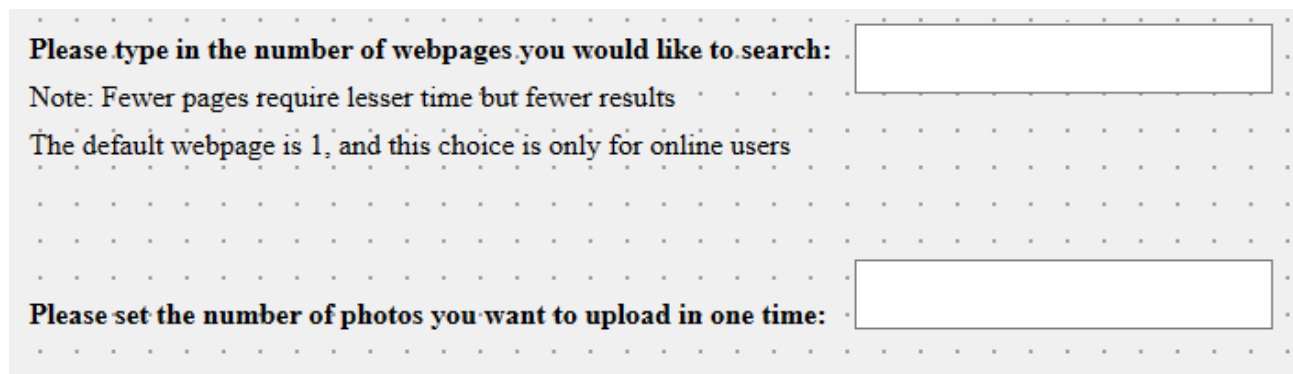 Please type in the number of webpages you would like to search:
Note: Fewer pages require lesser time but fewer results
The default webpage is 1, and this choice is only for online users
Please set the number of photos you want to upload in one time: